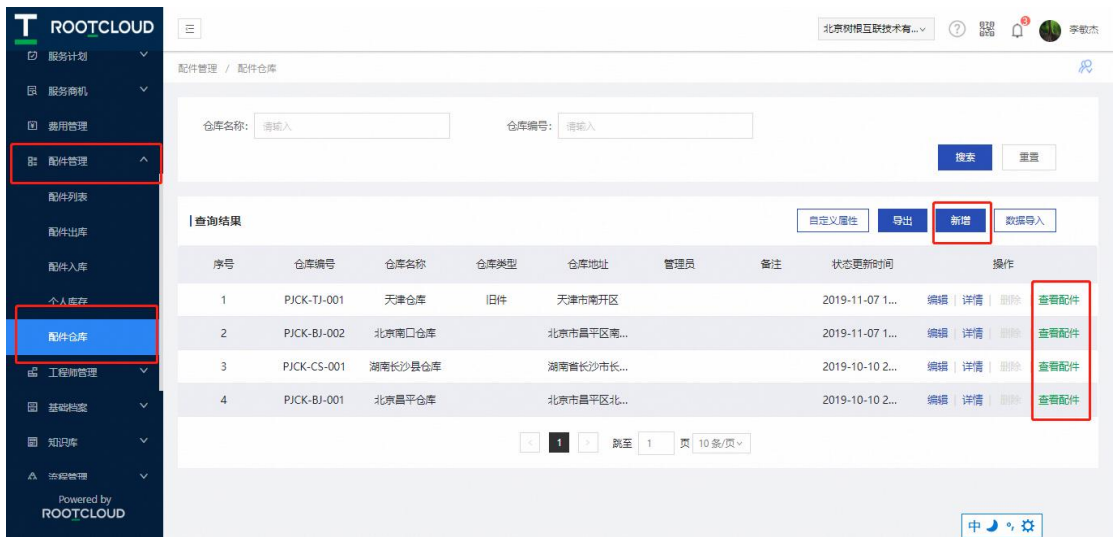 ROOTCLOUD
北京树根互联技术有...
3
李敏杰
服务计划
服务商机
费用管理
配件管理
配件列表
配件出库
配件入库
个人库存
配件仓库
工程师管理
基础档案
知识库
流程管理
Powered by
ROOTCLOUD
配件管理 / 配件仓库
仓库名称: 请输入 仓库编号: 请输入
搜索 重置
查询结果 自定义属性 导出 新增 数据导入
序号 仓库编号 仓库名称 仓库类型 仓库地址 管理员 备注 状态更新时间 操作
1 PJCK-TJ-001 天津仓库 旧件 天津市南开区 2019-11-07 1... 编辑 详情 删除 查看配件
2 PJCK-BJ-002 北京南口仓库 北京市昌平区南... 2019-11-07 1... 编辑 详情 删除 查看配件
3 PJCK-CS-001 湖南长沙县仓库 湖南省长沙市长... 2019-10-10 2... 编辑 详情 删除 查看配件
4 PJCK-BJ-001 北京昌平仓库 北京市昌平区北... 2019-10-10 2... 编辑 详情 删除 查看配件
< 1 > 跳至 1 页 10 条/页
中